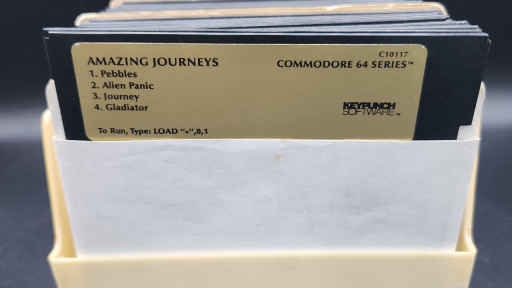 C10117
AMAZING JOURNEYS
COMMODORE 64 SERIES™
1. Pebbles
2. Alien Panic
3. Journey
4. Gladiator
KEYPUNCH
SOFTWARE™
To Run, Type: LOAD "*",8,1